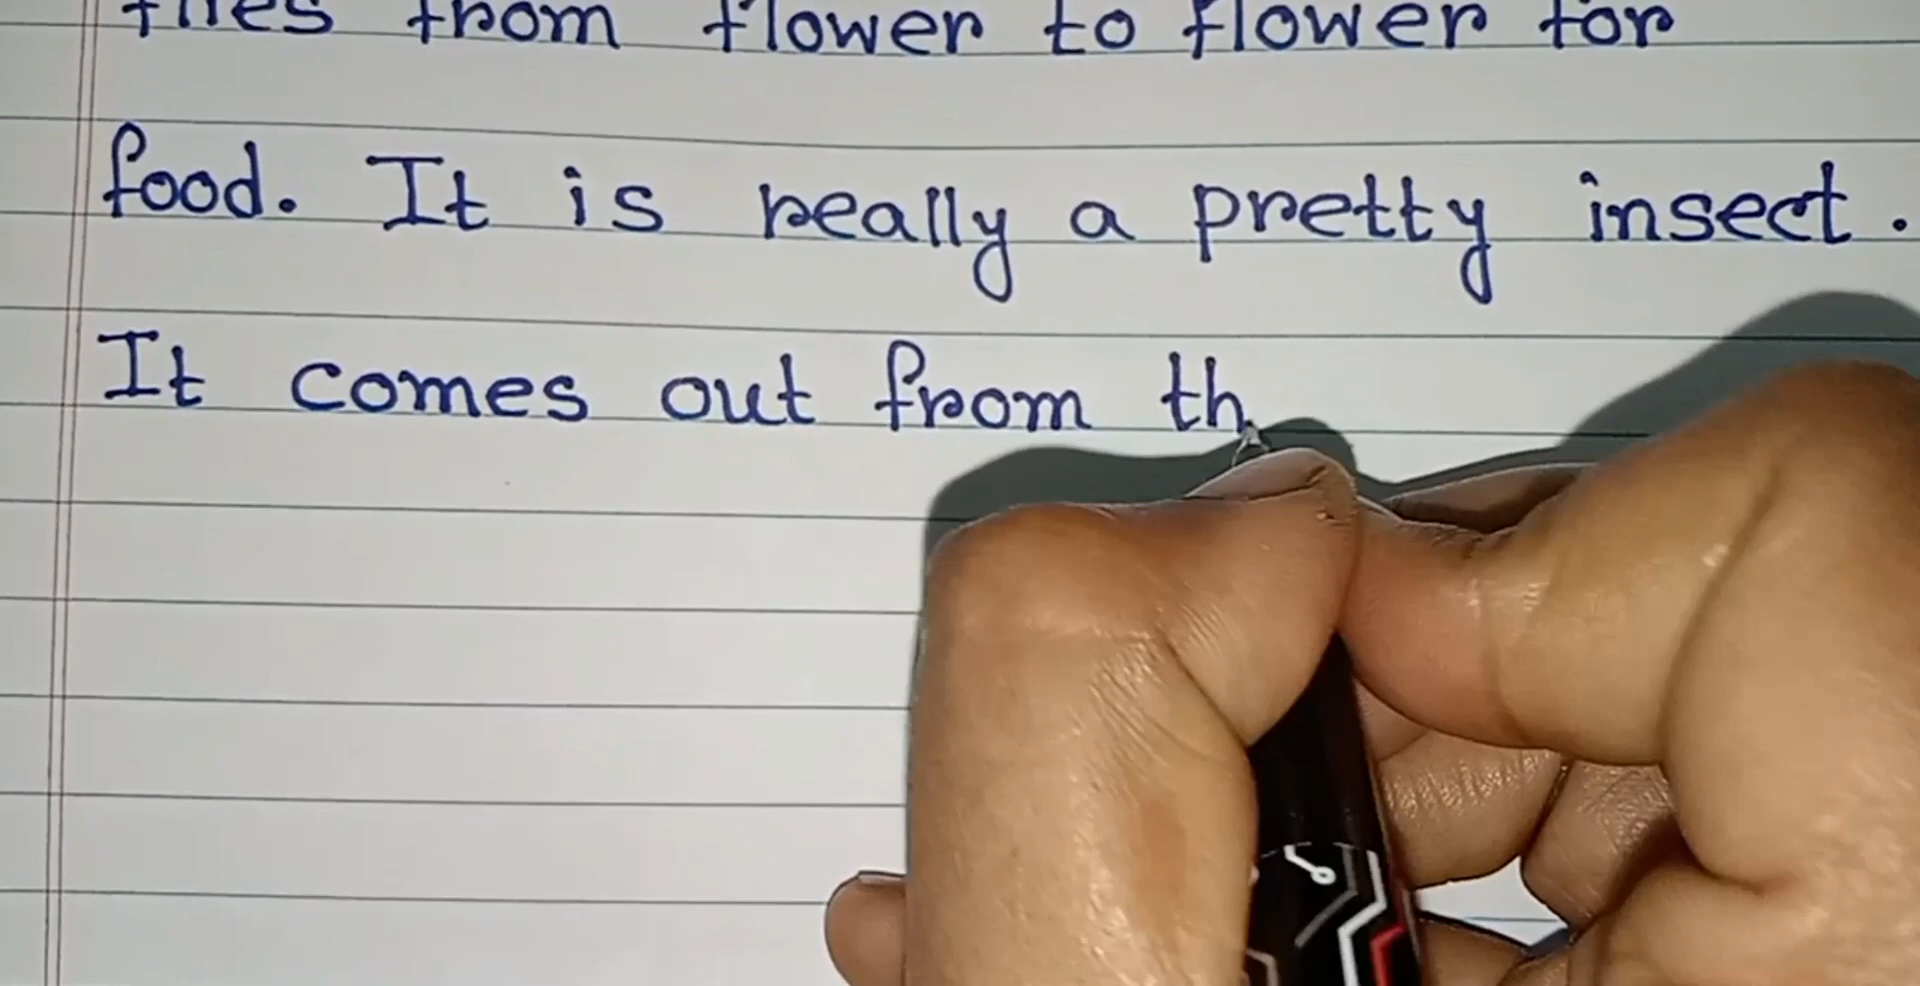 flies from flower to flower for
food. It is really a pretty insect.
It comes out from th